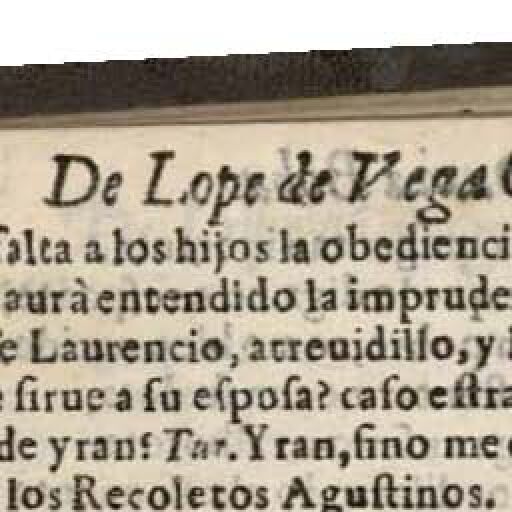 De Lope de Vega C
falta a los hijos la obedienci
aurà entendido la imprude
se Laurencio, atreuidillo, y
e ſirue a ſu eſpoſa? caſo eſtra
de yran? Tur. Yran, ſino me
los Recoletos Aguſtinos.